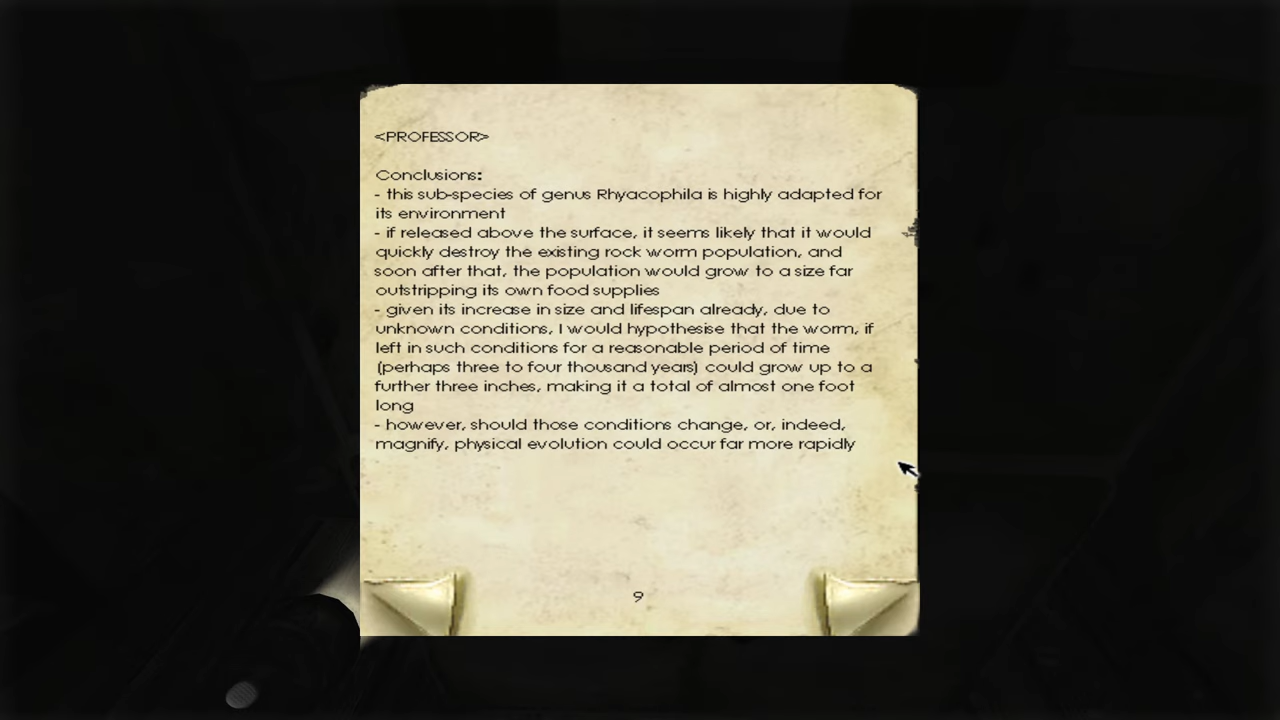 <PROFESSOR>
Conclusions:
- this sub-species of genus Rhyacophila is highly adapted for
its environment
- if released above the surface, it seems likely that it would
quickly destroy the existing rock worm population, and
soon after that, the population would grow to a size far
outstripping its own food supplies
- given its increase in size and lifespan already, due to
unknown conditions, I would hypothesise that the worm, if
left in such conditions for a reasonable period of time
(perhaps three to four thousand years) could grow up to a
further three inches, making it a total of almost one foot
long
- however, should those conditions change, or, indeed,
magnify, physical evolution could occur far more rapidly
9